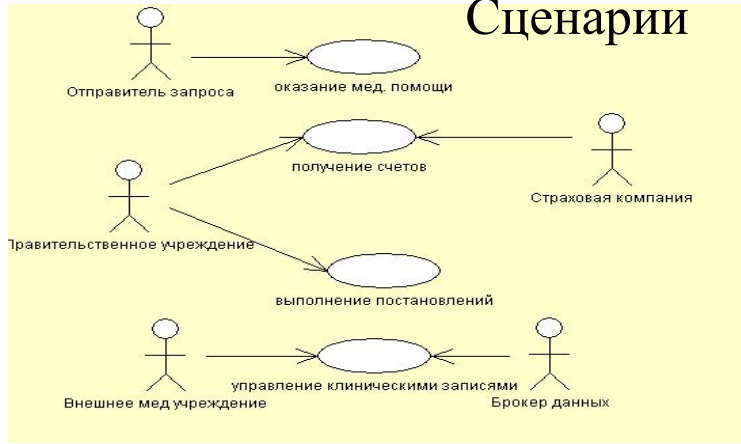 Сценарии
Отправитель запроса
оказание мед. помощи
получение счетов
Страховая компания
Правительственное учреждение
выполнение постановлений
управление клиническими записями
Внешнее мед учреждение
Брокер данных